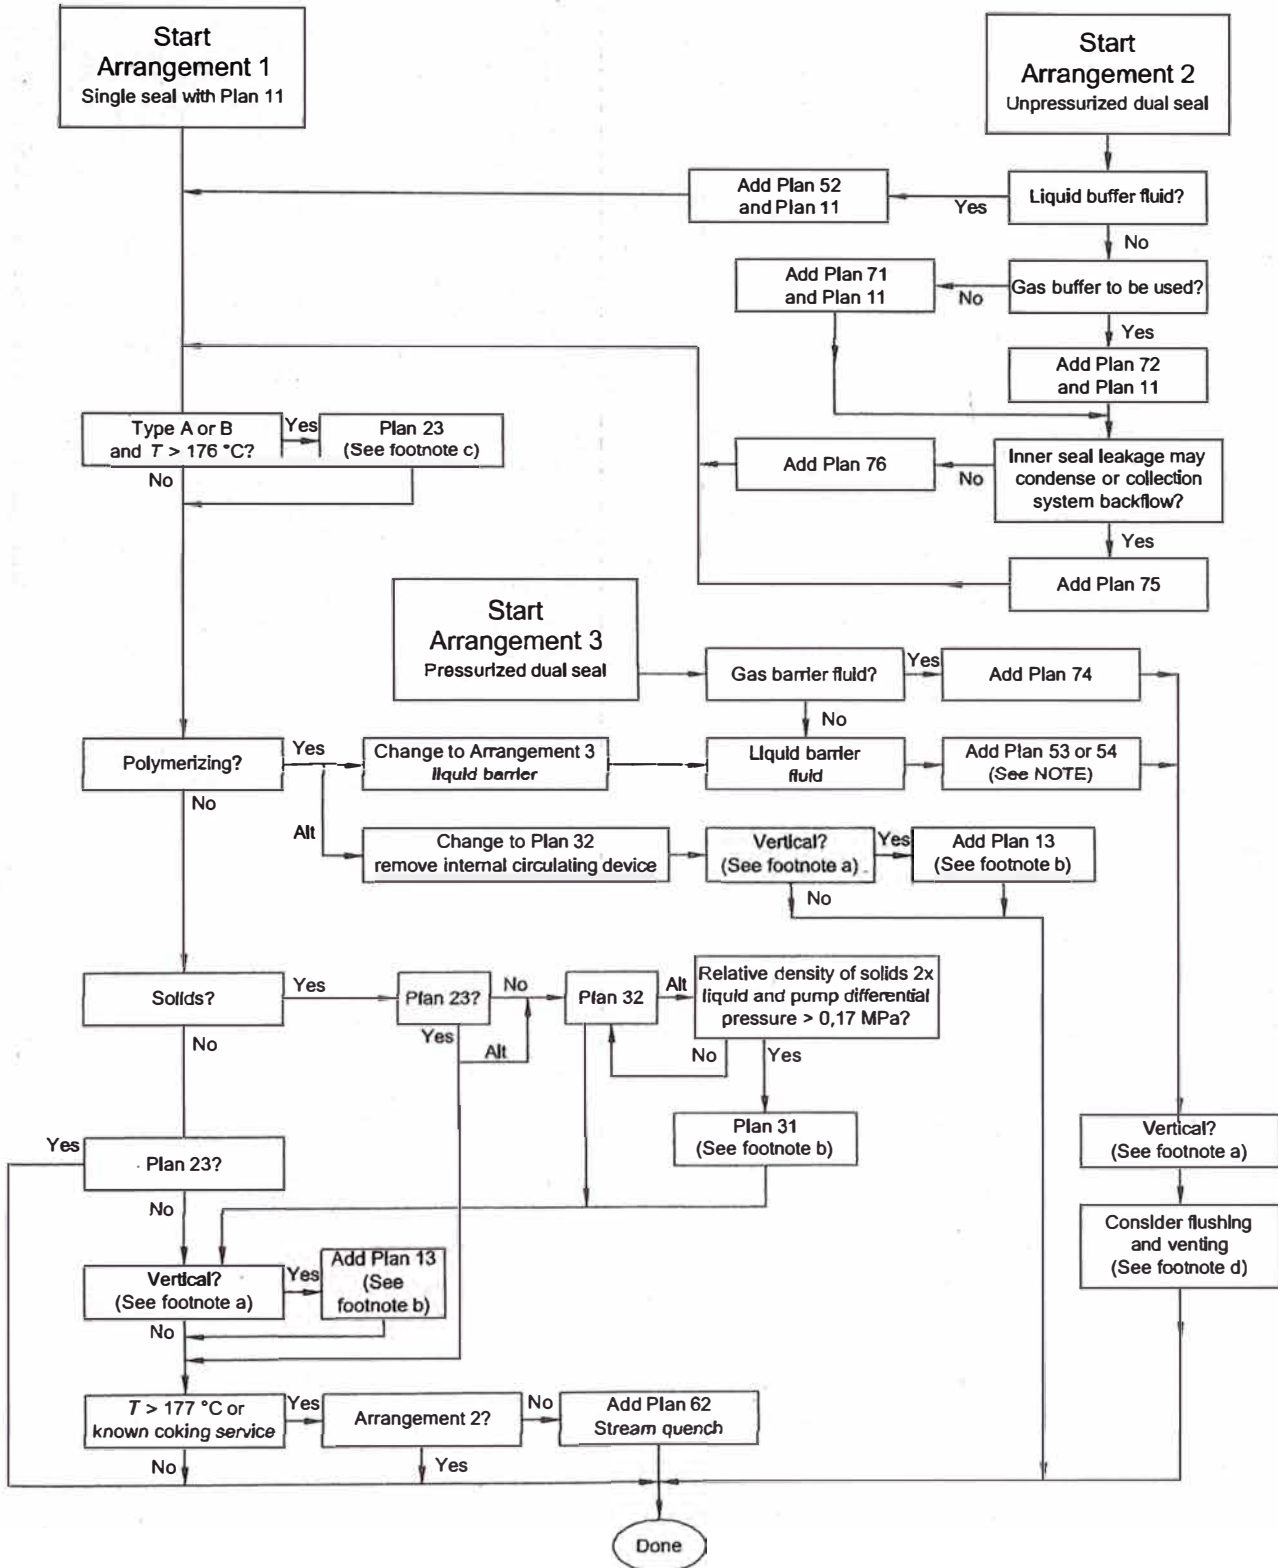 Start
Arrangement 1
Single seal with Plan 11
Start
Arrangement 2
Unpressurized dual seal
Add Plan 52
and Plan 11
Yes
Liquid buffer fluid?
No
Add Plan 71
and Plan 11
No
Gas buffer to be used?
Yes
Add Plan 72
and Plan 11
Type A or B
and T > 176 °C?
Yes
Plan 23
(See footnote c)
No
Add Plan 76
No
Inner seal leakage may
condense or collection
system backflow?
Yes
Add Plan 75
Start
Arrangement 3
Pressurized dual seal
Gas barrier fluid?
Yes
Add Plan 74
No
Polymerizing?
Yes
Change to Arrangement 3
liquid barrier
Liquid barrier
fluid
Add Plan 53 or 54
(See NOTE)
No
Alt
Change to Plan 32
remove internal circulating device
Vertical?
(See footnote a)
Yes
Add Plan 13
(See footnote b)
No
Solids?
Yes
Plan 23?
No
Plan 32
Alt
Relative density of solids 2x
liquid and pump differential
pressure > 0,17 MPa?
No
Yes
Alt
No
Yes
Plan 31
(See footnote b)
Yes
Plan 23?
Vertical?
(See footnote a)
No
Consider flushing
and venting
(See footnote d)
Vertical?
(See footnote a)
Yes
Add Plan 13
(See
footnote b)
No
T > 177 °C or
known coking service
Yes
Arrangement 2?
No
Add Plan 62
Stream quench
No
Yes
Done